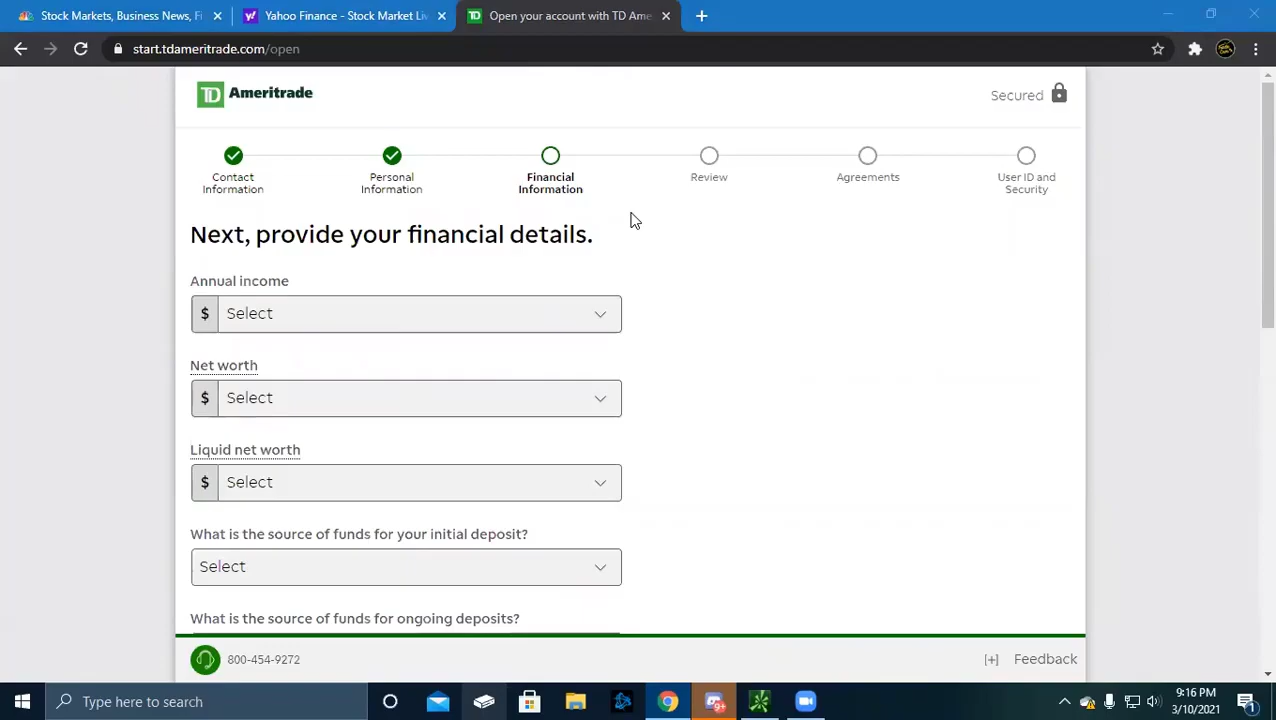 Stock Markets, Business News, Fi
Yahoo Finance - Stock Market Liv
Open your account with TD Ame
start.tdameritrade.com/open
TD Ameritrade
Secured
Contact
Information
Personal
Information
Financial
Information
Review
Agreements
User ID and
Security
Next, provide your financial details.
Annual income
$ Select
Net worth
$ Select
Liquid net worth
$ Select
What is the source of funds for your initial deposit?
Select
What is the source of funds for ongoing deposits?
800-454-9272
[+] Feedback
Type here to search
9+
9:16 PM
3/10/2021
1